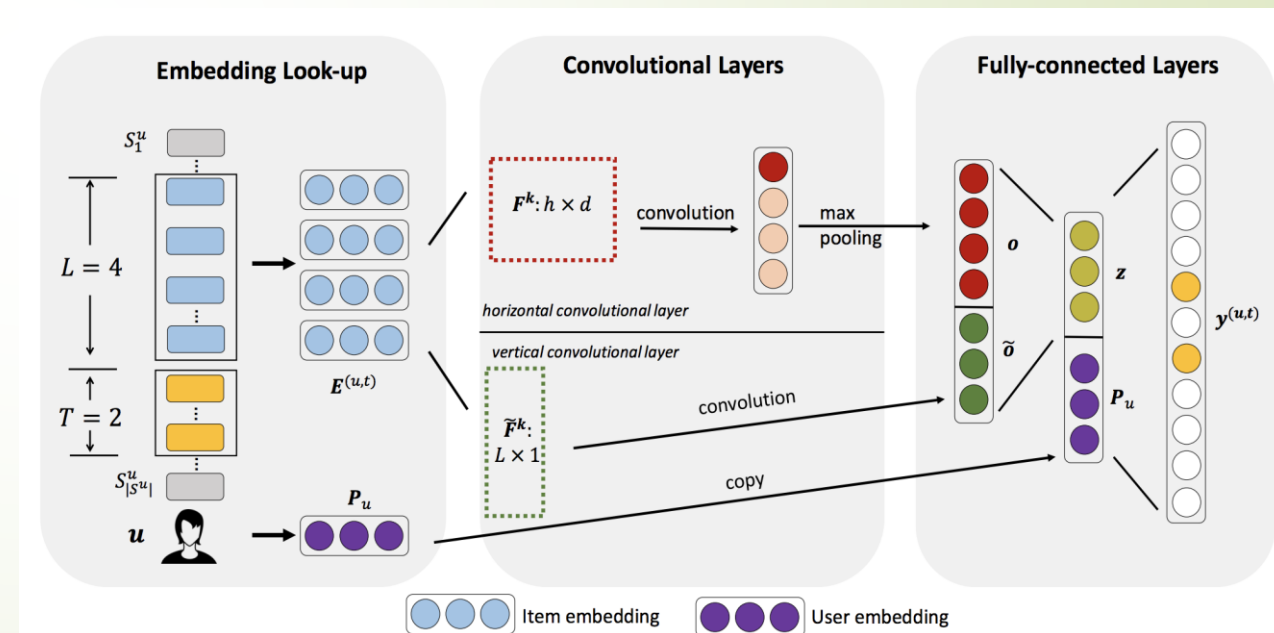 Embedding Look-up
S₁ᵘ
L = 4
T = 2
Sᵘ|Sᵘ|
u
E⁽ᵘ,ᵗ⁾
Pᵤ
Convolutional Layers
Fᵏ: h × d
convolution
max
pooling
horizontal convolutional layer
vertical convolutional layer
F̃ᵏ:
L × 1
convolution
copy
Fully-connected Layers
o
õ
z
Pᵤ
y⁽ᵘ,ᵗ⁾
Item embedding
User embedding